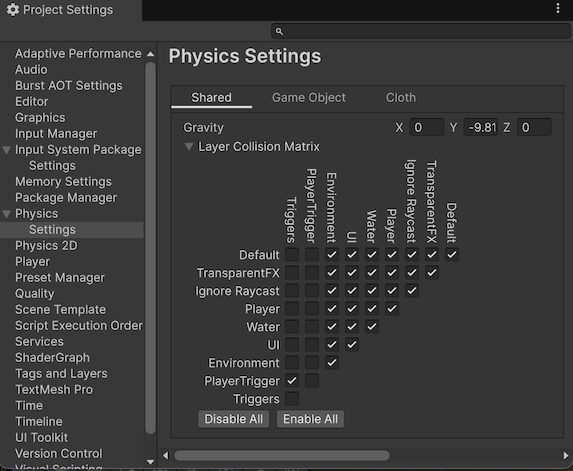 Project Settings
Adaptive Performance
Audio
Burst AOT Settings
Editor
Graphics
Input Manager
Input System Package
Settings
Memory Settings
Package Manager
Physics
Settings
Physics 2D
Player
Preset Manager
Quality
Scene Template
Script Execution Order
Services
ShaderGraph
Tags and Layers
TextMesh Pro
Time
Timeline
UI Toolkit
Version Control
Visual Scripting
Physics Settings
Shared Game Object Cloth
Gravity X 0 Y -9.81 Z 0
Layer Collision Matrix
Triggers
PlayerTrigger
Environment
UI
Water
Player
Ignore Raycast
TransparentFX
Default
Default
TransparentFX
Ignore Raycast
Player
Water
UI
Environment
PlayerTrigger
Triggers
Disable All Enable All